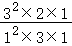 3² × 2 × 1
1² × 3 × 1